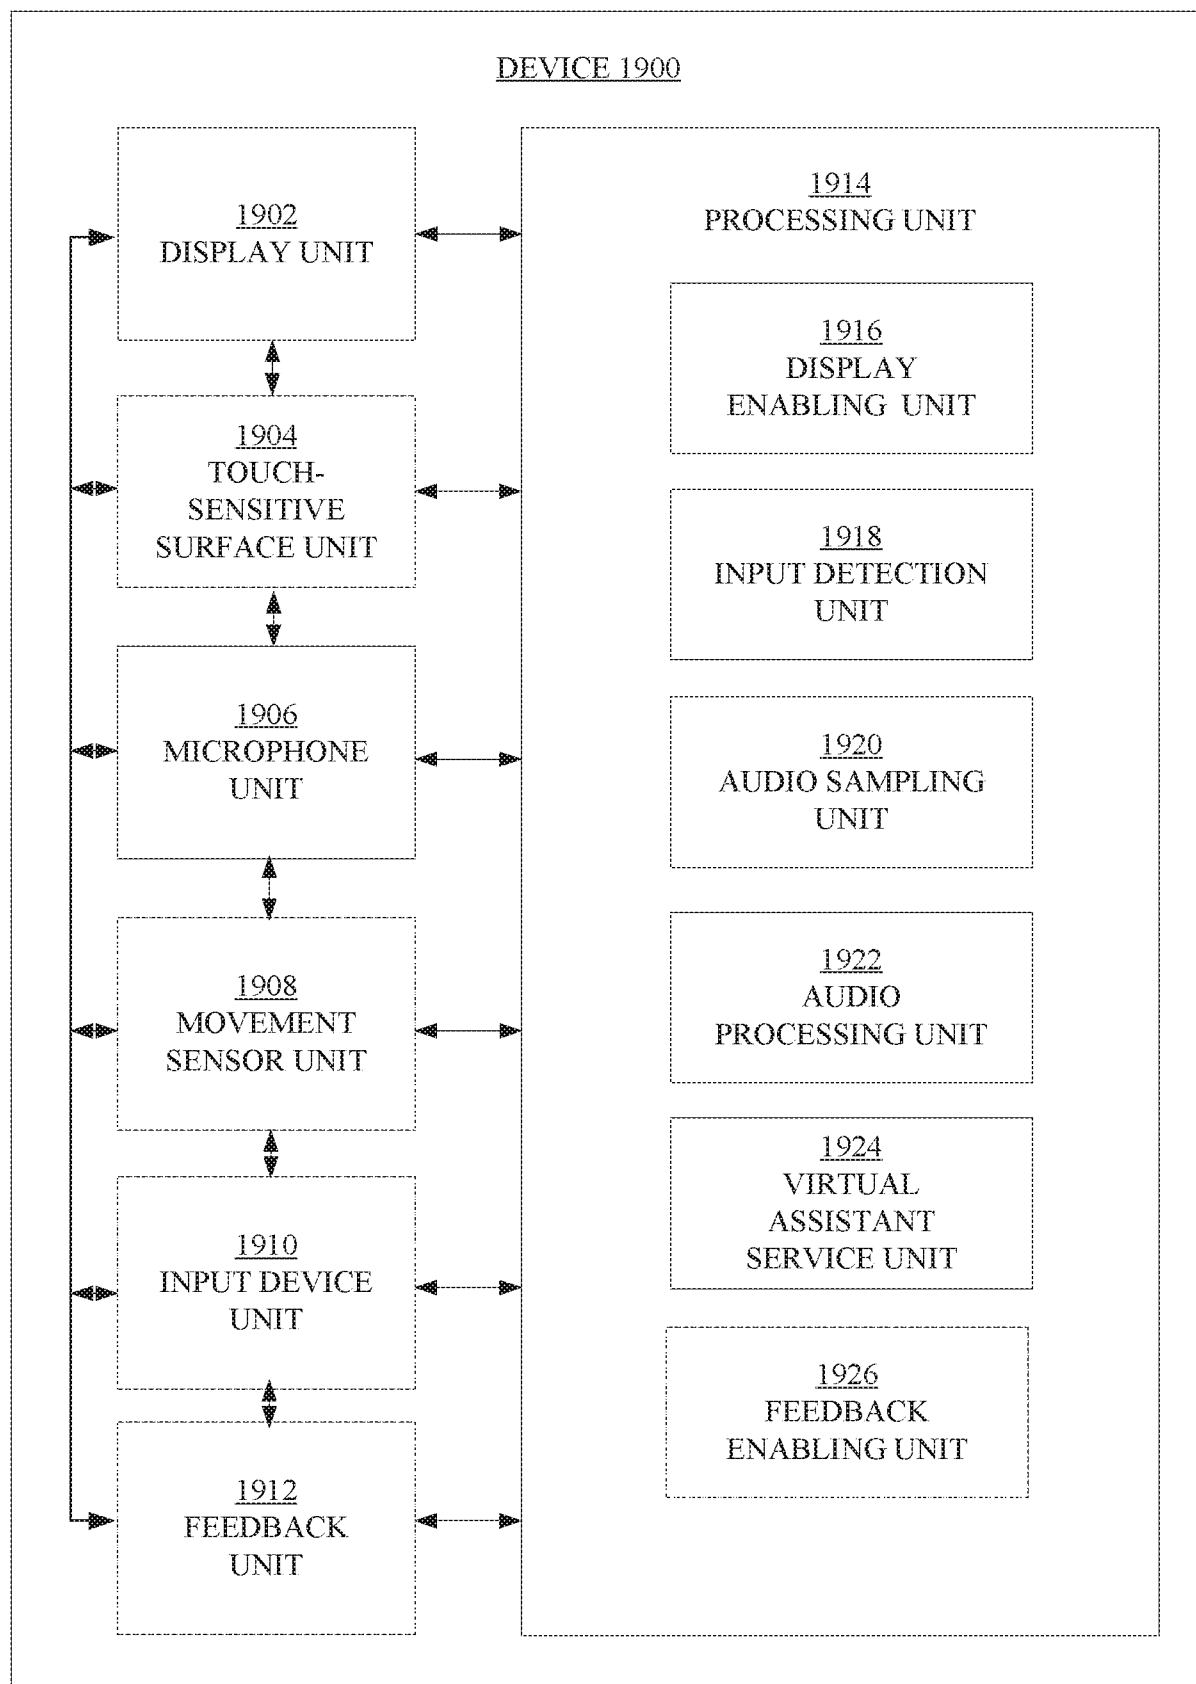 DEVICE 1900
1902
DISPLAY UNIT
1904
TOUCH-
SENSITIVE
SURFACE UNIT
1906
MICROPHONE
UNIT
1908
MOVEMENT
SENSOR UNIT
1910
INPUT DEVICE
UNIT
1912
FEEDBACK
UNIT
1914
PROCESSING UNIT
1916
DISPLAY
ENABLING UNIT
1918
INPUT DETECTION
UNIT
1920
AUDIO SAMPLING
UNIT
1922
AUDIO
PROCESSING UNIT
1924
VIRTUAL
ASSISTANT
SERVICE UNIT
1926
FEEDBACK
ENABLING UNIT